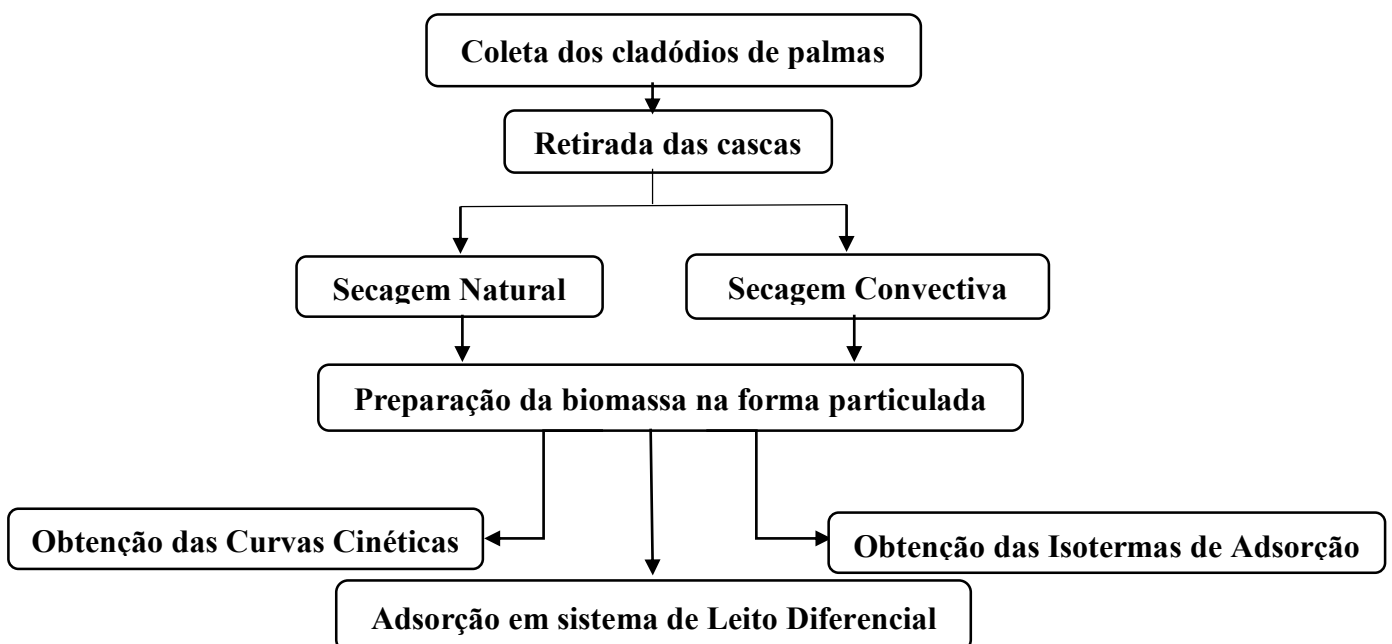 Coleta dos cladódios de palmas
Retirada das cascas
Secagem Natural
Secagem Convectiva
Preparação da biomassa na forma particulada
Obtenção das Curvas Cinéticas
Obtenção das Isotermas de Adsorção
Adsorção em sistema de Leito Diferencial